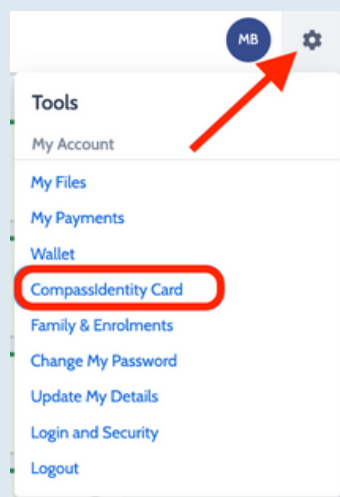 MB
Tools
My Account
My Files
My Payments
Wallet
CompassIdentity Card
Family & Enrolments
Change My Password
Update My Details
Login and Security
Logout